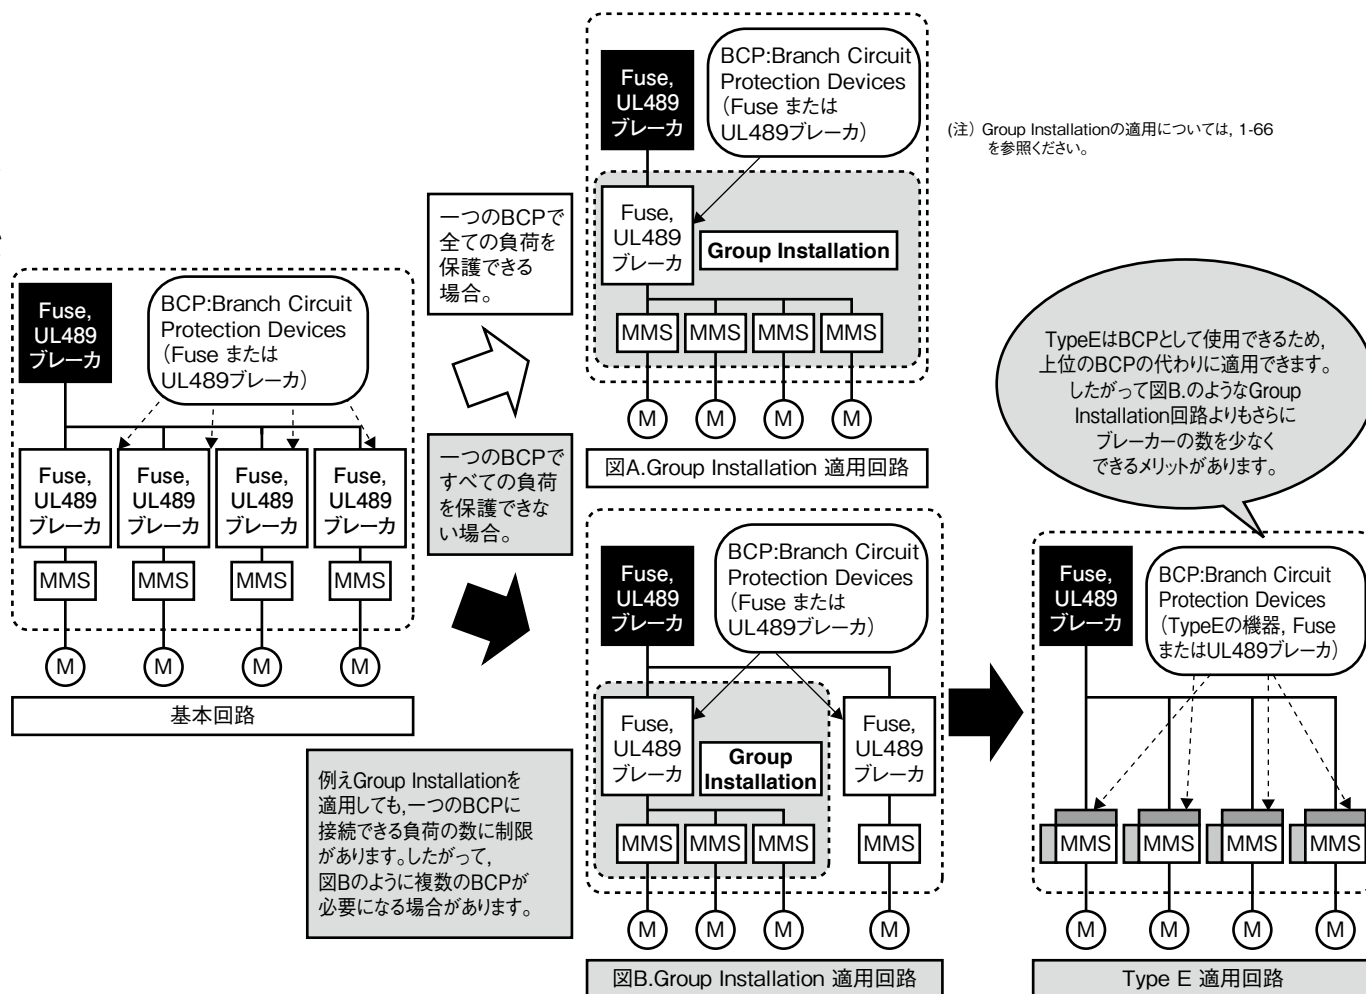 Fuse,
UL489
ブレーカ
BCP:Branch Circuit
Protection Devices
(Fuse または
UL489ブレーカ)
Fuse,
UL489
ブレーカ
Fuse,
UL489
ブレーカ
Fuse,
UL489
ブレーカ
Fuse,
UL489
ブレーカ
MMS
MMS
MMS
MMS
M
M
M
M
基本回路
一つのBCPで
全ての負荷を
保護できる
場合。
一つのBCPで
すべての負荷
を保護できな
い場合。
例えGroup Installationを
適用しても,一つのBCPに
接続できる負荷の数に制限
があります。したがって,
図Bのように複数のBCPが
必要になる場合があります。
Fuse,
UL489
ブレーカ
BCP:Branch Circuit
Protection Devices
(Fuse または
UL489ブレーカ)
Fuse,
UL489
ブレーカ
Group Installation
MMS
MMS
MMS
MMS
M
M
M
M
図A.Group Installation 適用回路
(注) Group Installationの適用については, 1-66
を参照ください。
Fuse,
UL489
ブレーカ
BCP:Branch Circuit
Protection Devices
(Fuse または
UL489ブレーカ)
Fuse,
UL489
ブレーカ
Group
Installation
Fuse,
UL489
ブレーカ
MMS
MMS
MMS
MMS
M
M
M
M
図B.Group Installation 適用回路
TypeEはBCPとして使用できるため,
上位のBCPの代わりに適用できます。
したがって図B.のようなGroup
Installation回路よりもさらに
ブレーカーの数を少なく
できるメリットがあります。
Fuse,
UL489
ブレーカ
BCP:Branch Circuit
Protection Devices
(TypeEの機器, Fuse
またはUL489ブレーカ)
MMS
MMS
MMS
MMS
M
M
M
M
Type E 適用回路